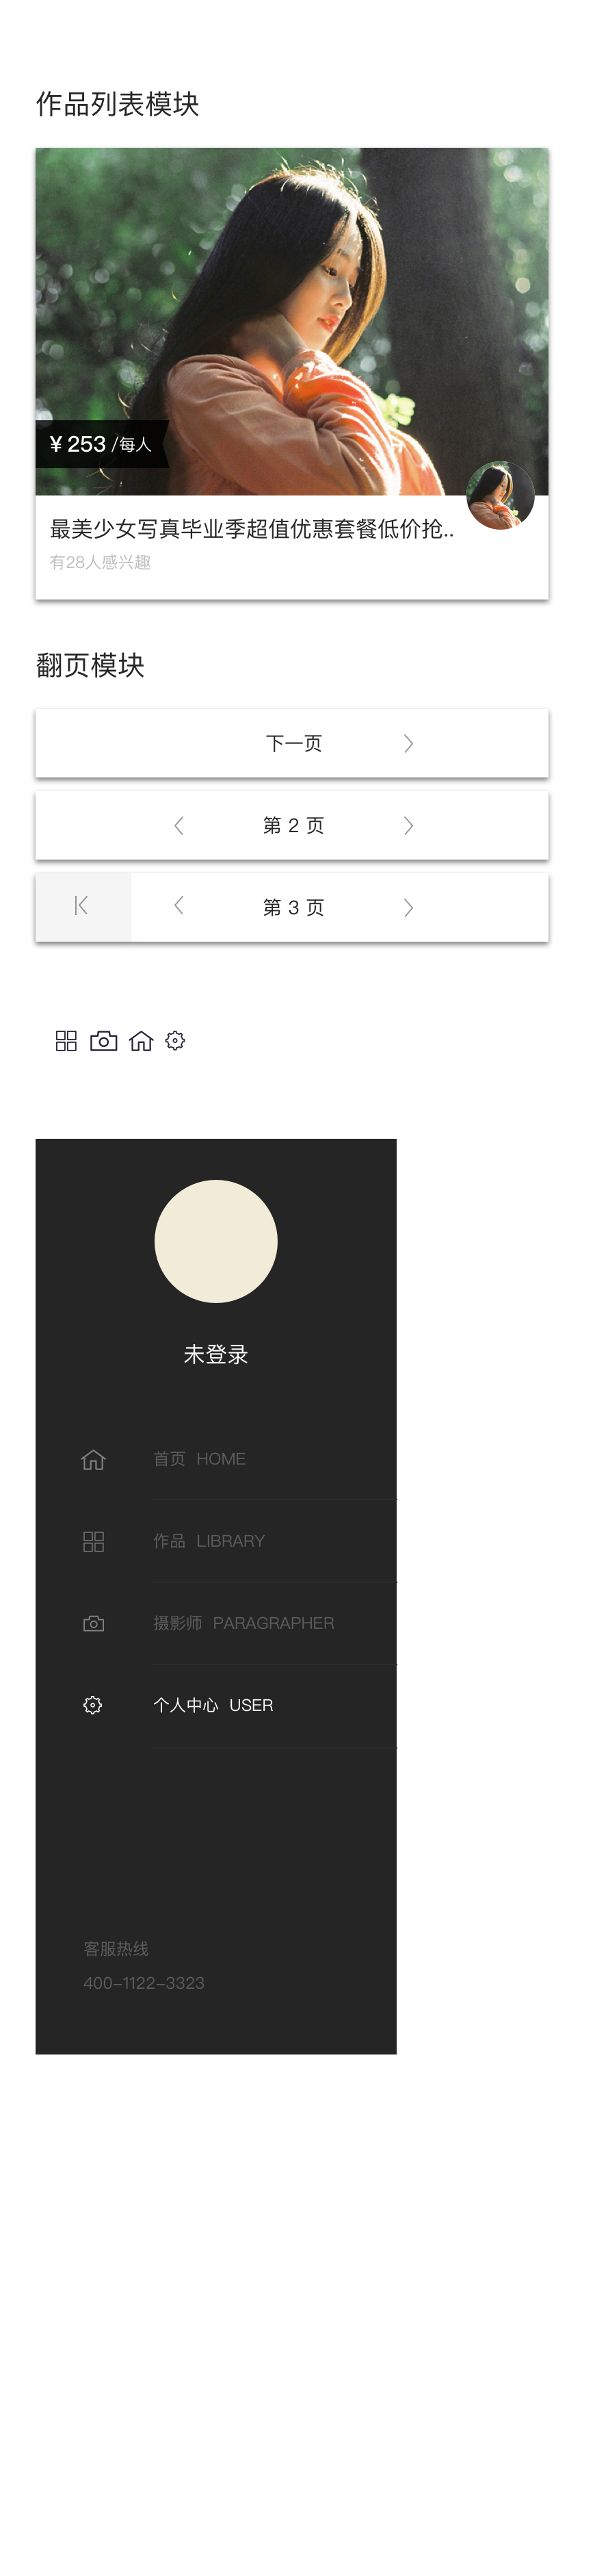 作品列表模块
¥ 253 /每人
最美少女写真毕业季超值优惠套餐低价抢..
有28人感兴趣
翻页模块
下一页
第 2 页
第 3 页
未登录
首页 HOME
作品 LIBRARY
摄影师 PARAGRAPHER
个人中心 USER
客服热线
400-1122-3323